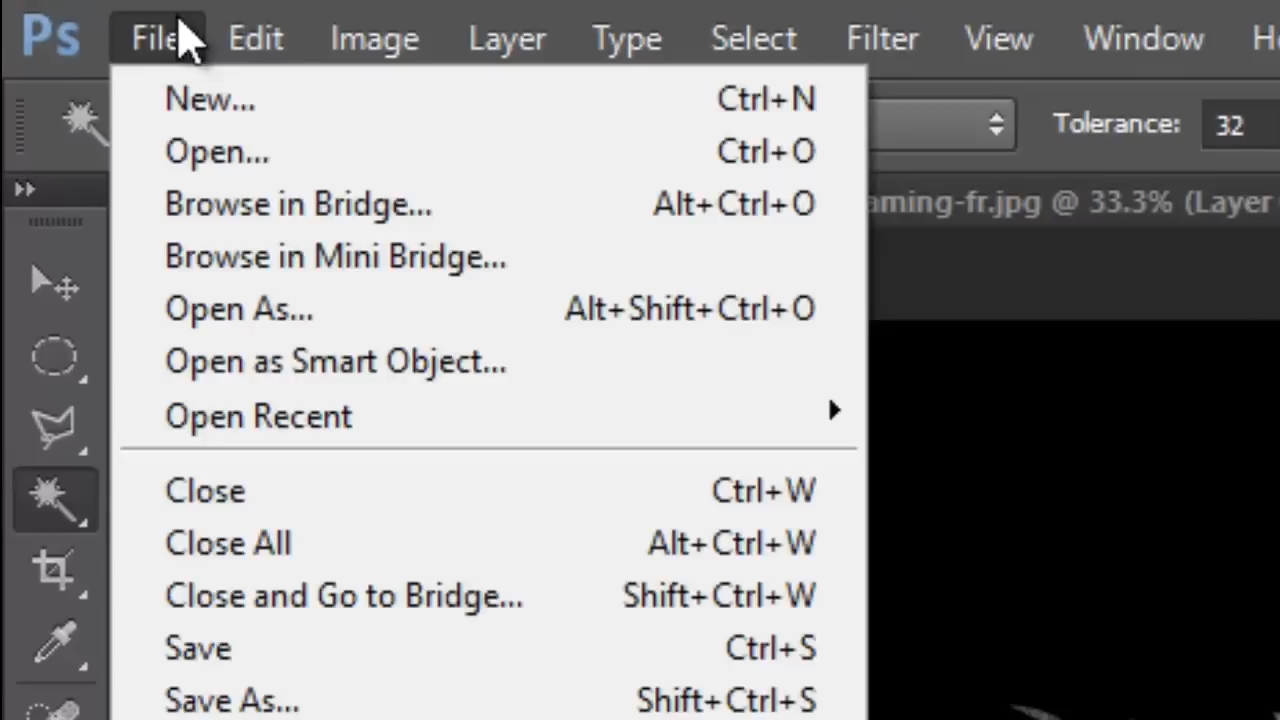 Ps File Edit Image Layer Type Select Filter View Window
New... Ctrl+N
Tolerance: 32
Open... Ctrl+O
Browse in Bridge... Alt+Ctrl+O
aming-fr.jpg @ 33.3% (Layer
Browse in Mini Bridge...
Open As... Alt+Shift+Ctrl+O
Open as Smart Object...
Open Recent
Close Ctrl+W
Close All Alt+Ctrl+W
Close and Go to Bridge... Shift+Ctrl+W
Save Ctrl+S
Save As... Shift+Ctrl+S